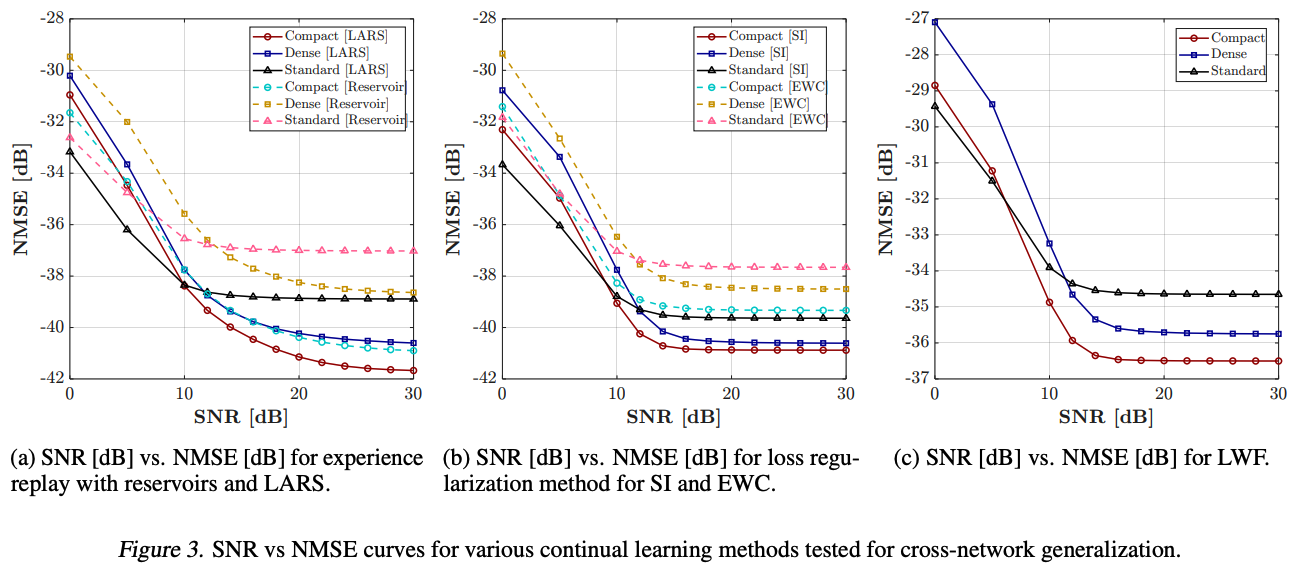 -28
-30
-32
-34
-36
-38
-40
-42
NMSE [dB]
0
10
20
30
SNR [dB]
Compact [LARS]
Dense [LARS]
Standard [LARS]
Compact [Reservoir]
Dense [Reservoir]
Standard [Reservoir]
(a) SNR [dB] vs. NMSE [dB] for experience
replay with reservoirs and LARS.
-28
-30
-32
-34
-36
-38
-40
-42
NMSE [dB]
0
10
20
30
SNR [dB]
Compact [SI]
Dense [SI]
Standard [SI]
Compact [EWC]
Dense [EWC]
Standard [EWC]
(b) SNR [dB] vs. NMSE [dB] for loss regu-
larization method for SI and EWC.
-27
-28
-29
-30
-31
-32
-33
-34
-35
-36
-37
NMSE [dB]
0
10
20
30
SNR [dB]
Compact
Dense
Standard
(c) SNR [dB] vs. NMSE [dB] for LWF.
Figure 3. SNR vs NMSE curves for various continual learning methods tested for cross-network generalization.